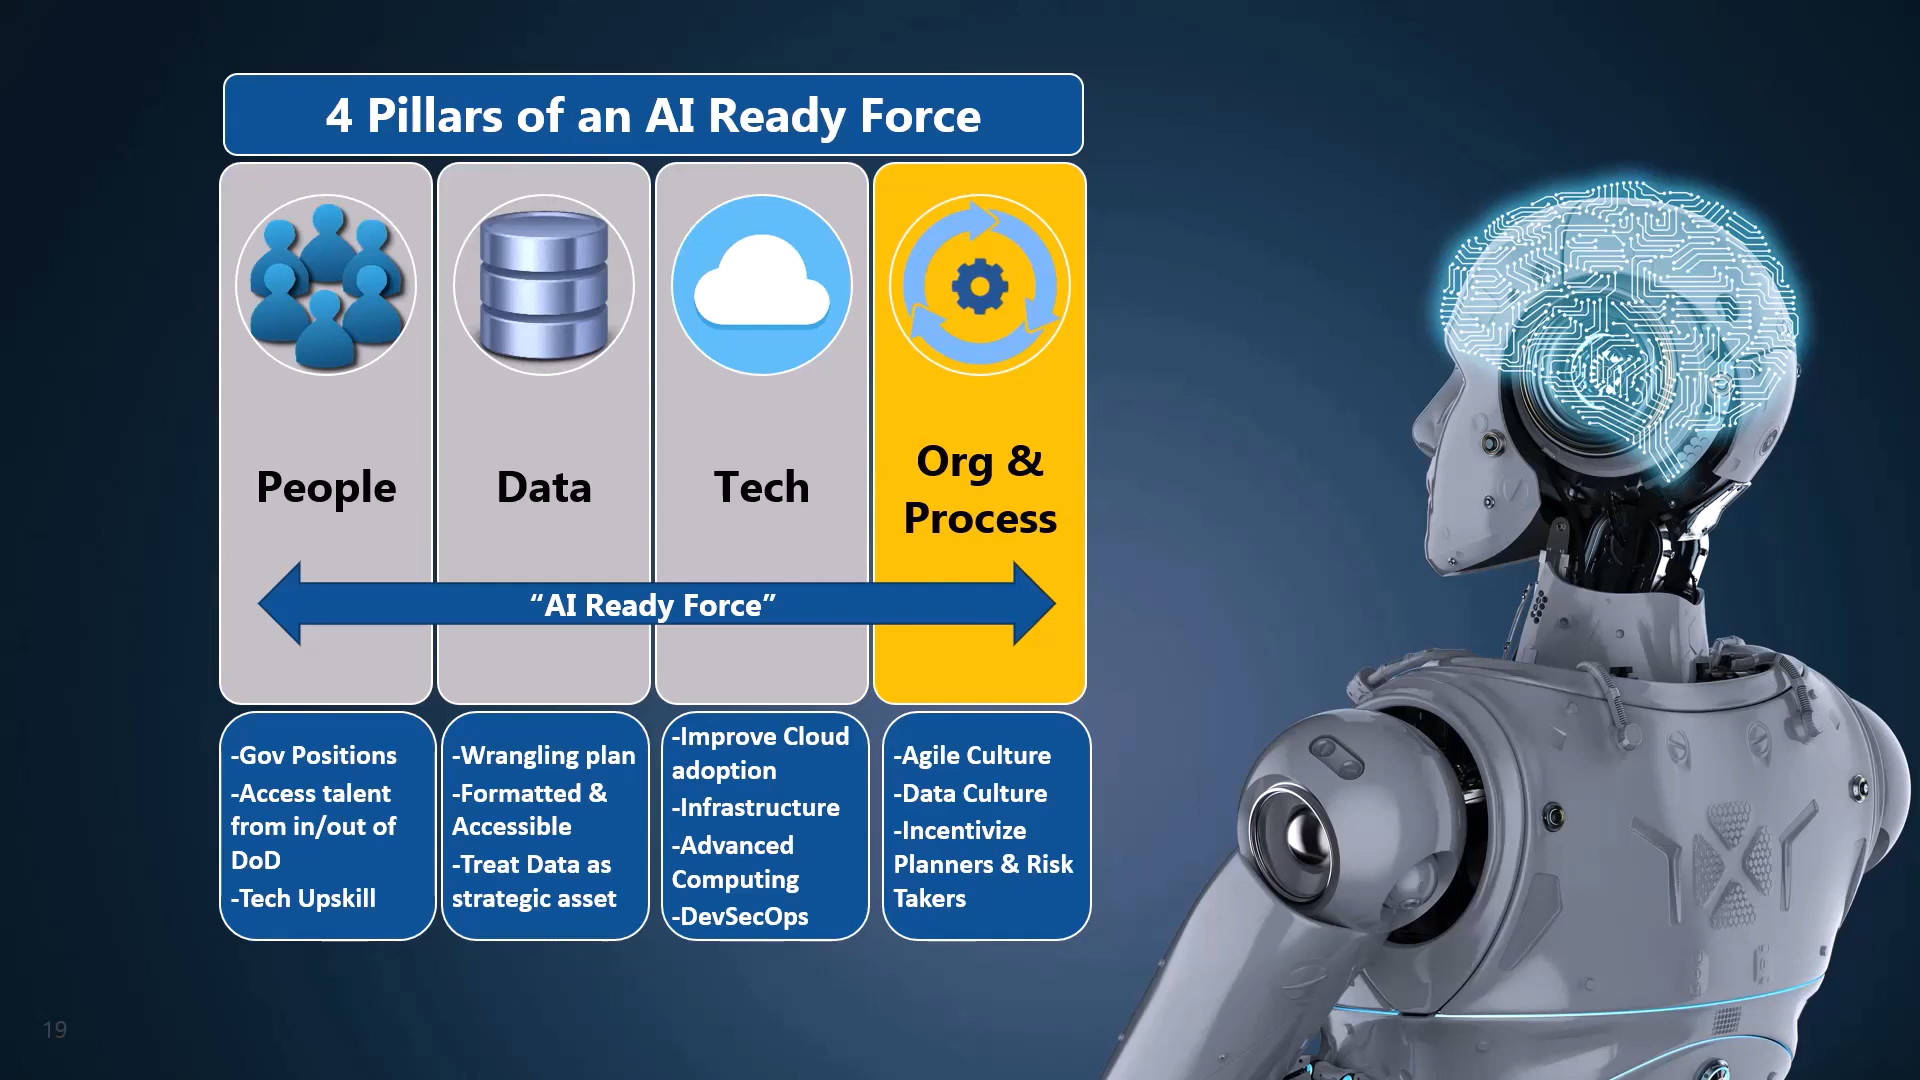 4 Pillars of an AI Ready Force
People
Data
Tech
Org &
Process
“AI Ready Force”
-Gov Positions
-Access talent
from in/out of
DoD
-Tech Upskill
-Wrangling plan
-Formatted &
Accessible
-Treat Data as
strategic asset
-Improve Cloud
adoption
-Infrastructure
-Advanced
Computing
-DevSecOps
-Agile Culture
-Data Culture
-Incentivize
Planners & Risk
Takers
19